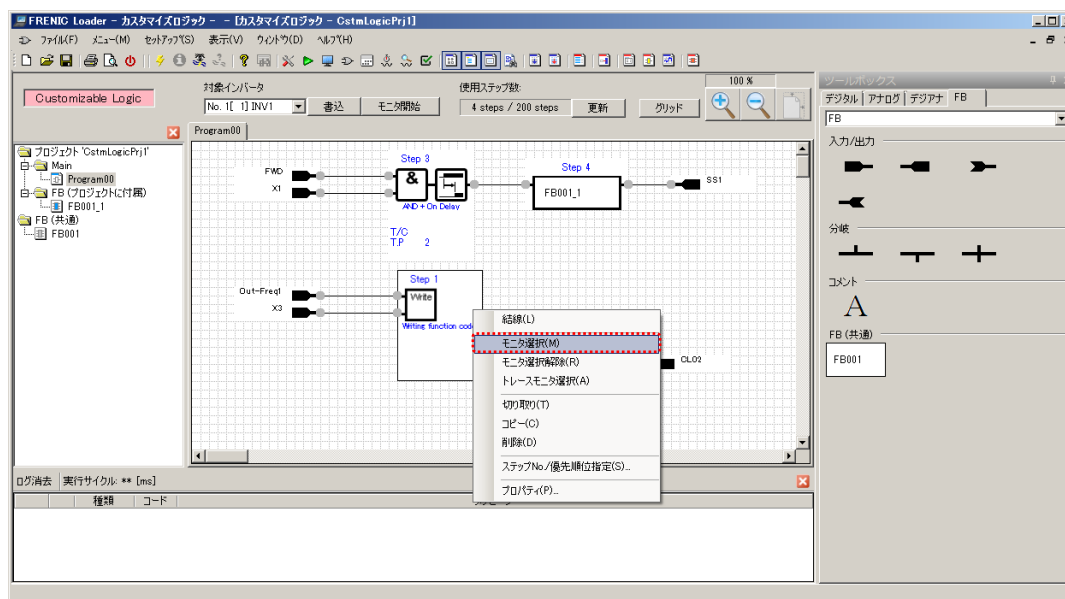 FRENIC Loader - カスタマイズロジック - - [カスタマイズロジック - CstmLogicPrj1]
ファイル(F) メニュー(M) セットアップ(S) 表示(V) ウィンドウ(D) ヘルプ(H)
Customizable Logic
対象インバータ
No. 1[ 1] INV1
書込
モニタ開始
使用ステップ数:
4 steps / 200 steps
更新
グリッド
100 %
プロジェクト 'CstmLogicPrj1'
Main
Program00
FB (プロジェクトに付属)
FB001_1
FB (共通)
FB001
Program00
FWD
X1
Step 3
&
AND + On Delay
T/C
T.P 2
Step 4
FB001_1
SS1
Out-Freq1
X3
Step 1
Write
Writing function cod
CLO2
結線(L)
モニタ選択(M)
モニタ選択解除(R)
トレースモニタ選択(A)
切り取り(T)
コピー(C)
削除(D)
ステップNo./優先順位指定(S)...
プロパティ(P)...
ツールボックス
デジタル アナログ デジアナ FB
FB
入力/出力
分岐
コメント
A
FB (共通)
FB001
ログ消去 実行サイクル: ** [ms]
種類 コード